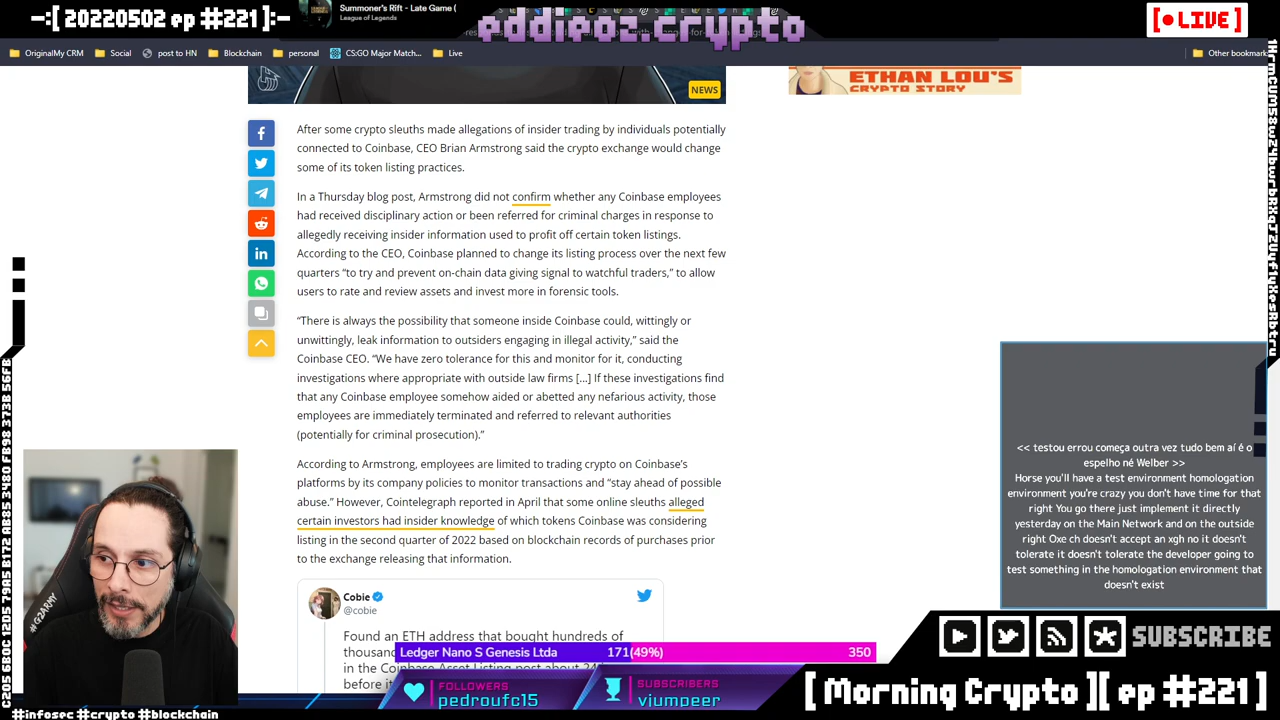 -:[ 20220502 ep #221 ]:-
Summoner's Rift - Late Game (
League of Legends
eddieoz.crypto
[ • LIVE ]
OriginalMy CRM
Social
post to HN
Blockchain
personal
CS:GO Major Match...
Live
Other bookmark
NEWS
ETHAN LOU'S
CRYPTO STORY
After some crypto sleuths made allegations of insider trading by individuals potentially
connected to Coinbase, CEO Brian Armstrong said the crypto exchange would change
some of its token listing practices.
In a Thursday blog post, Armstrong did not confirm whether any Coinbase employees
had received disciplinary action or been referred for criminal charges in response to
allegedly receiving insider information used to profit off certain token listings.
According to the CEO, Coinbase planned to change its listing process over the next few
quarters “to try and prevent on-chain data giving signal to watchful traders,” to allow
users to rate and review assets and invest more in forensic tools.
“There is always the possibility that someone inside Coinbase could, wittingly or
unwittingly, leak information to outsiders engaging in illegal activity,” said the
Coinbase CEO. “We have zero tolerance for this and monitor for it, conducting
investigations where appropriate with outside law firms [...] If these investigations find
that any Coinbase employee somehow aided or abetted any nefarious activity, those
employees are immediately terminated and referred to relevant authorities
(potentially for criminal prosecution).”
According to Armstrong, employees are limited to trading crypto on Coinbase’s
platforms by its company policies to monitor transactions and “stay ahead of possible
abuse.” However, Cointelegraph reported in April that some online sleuths alleged
certain investors had insider knowledge of which tokens Coinbase was considering
listing in the second quarter of 2022 based on blockchain records of purchases prior
to the exchange releasing that information.
Cobie
@cobie
Found an ETH address that bought hundreds of
thousand
in the Coinbase Asset Listing post about 24
before it
<< testou errou começa outra vez tudo bem aí é o
espelho né Welber >>
Horse you'll have a test environment homologation
environment you're crazy you don't have time for that
right You go there just implement it directly
yesterday on the Main Network and on the outside
right Oxe ch doesn't accept an xgh no it doesn't
tolerate it doesn't tolerate the developer going to
test something in the homologation environment that
doesn't exist
#G2ARMY
Ledger Nano S Genesis Ltda
171(49%)
350
FOLLOWERS
pedroufc15
SUBSCRIBERS
vjumpeer
SUBSCRIBE
[ Morning Crypto ][ ep #221 ]
#infosec #crypto #blockchain